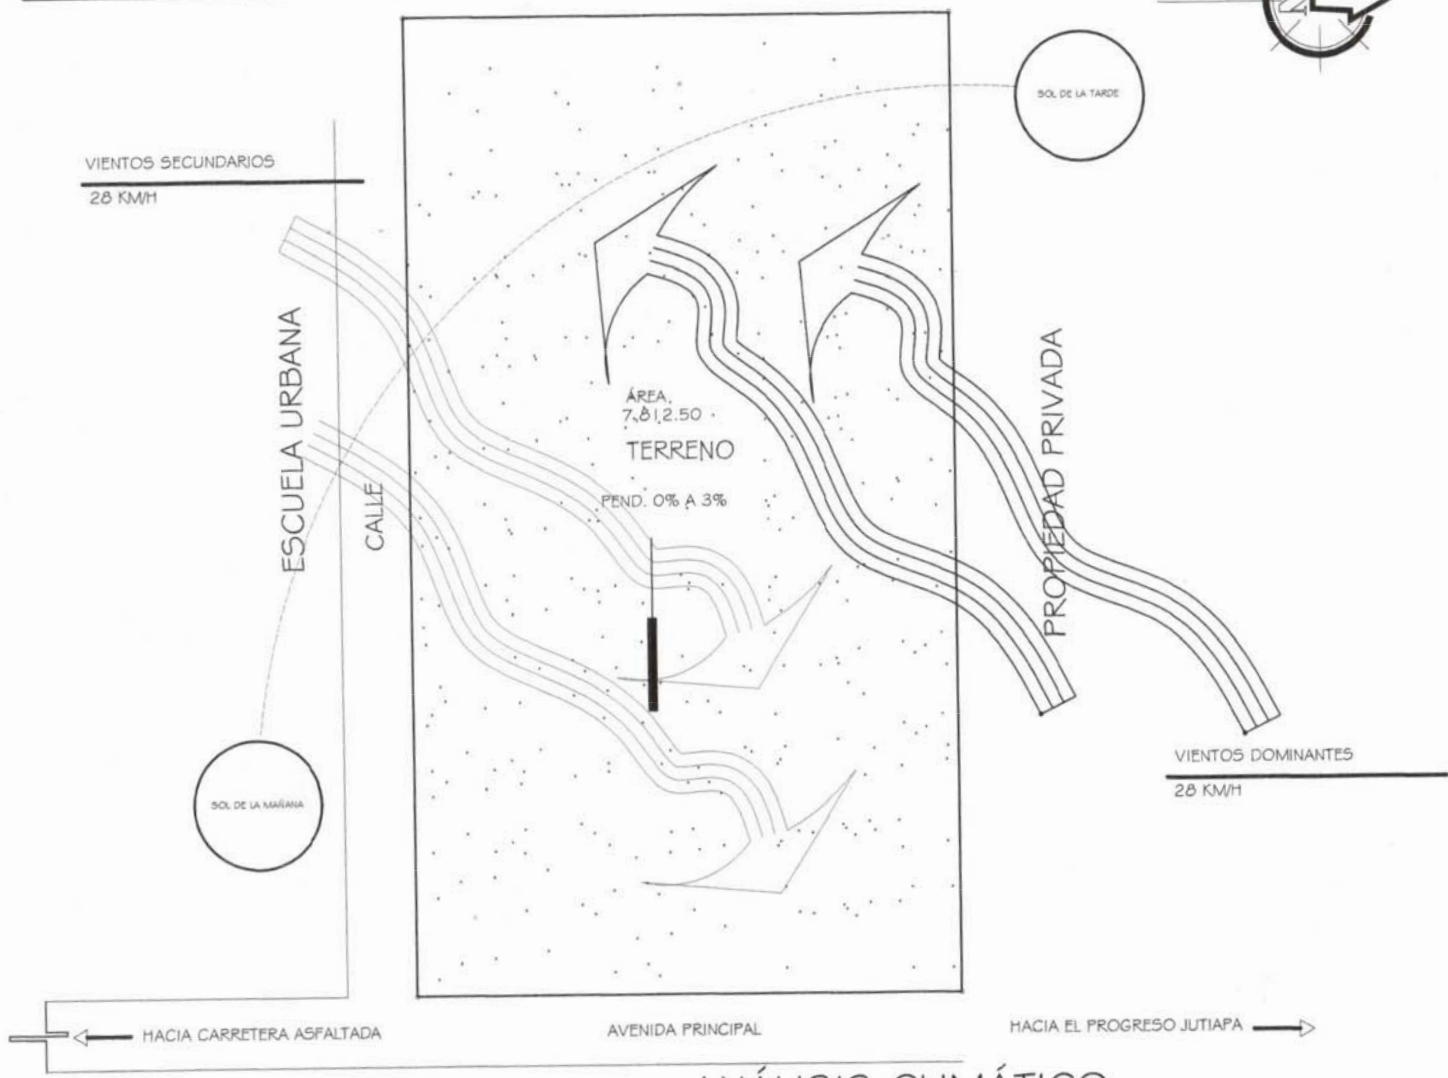 N
SOL DE LA TARDE
VIENTOS SECUNDARIOS
28 KM/H
ESCUELA URBANA
CALLE
ÁREA.
7,812.50
TERRENO
PEND. 0% A 3%
PROPIEDAD PRIVADA
SOL DE LA MAÑANA
VIENTOS DOMINANTES
28 KM/H
HACIA CARRETERA ASFALTADA
AVENIDA PRINCIPAL
HACIA EL PROGRESO JUTIAPA
ANÁLISIS CLIMÁTICO